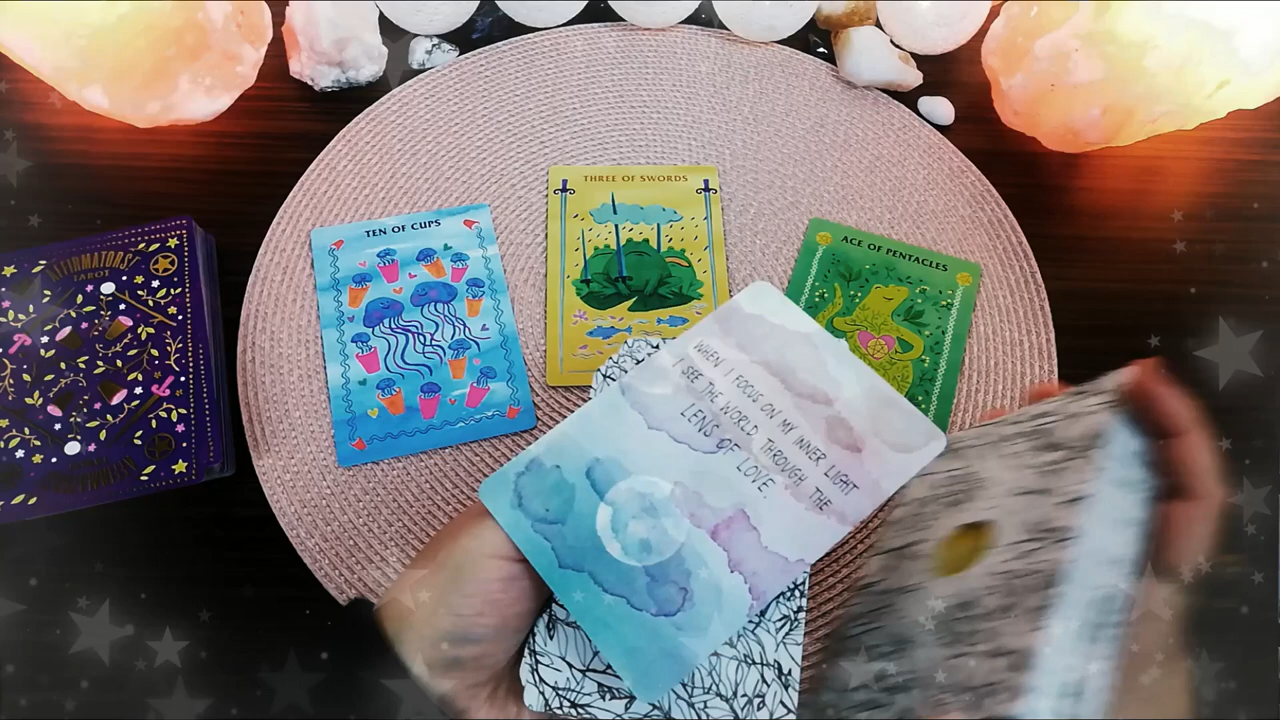 THREE OF SWORDS
TEN OF CUPS
ACE OF PENTACLES
AFFIRMATORS!
TAROT
WHEN I FOCUS ON MY INNER LIGHT
I SEE THE WORLD THROUGH THE
LENS OF LOVE.